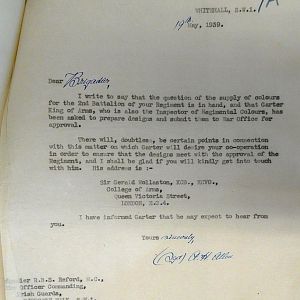 WHITEHALL, S.W.1.
19th May, 1939.
Dear Brigadier,
I write to say that the question of the supply of colours
for the 2nd Battalion of your Regiment is in hand, and that Garter
King of Arms, who is also the Inspector of Regimental Colours, has
been asked to prepare designs and submit them to War Office for
approval.
There will, doubtless, be certain points in connection
with this matter on which Garter will desire your co-operation
in order to ensure that the designs meet with the approval of the
Regiment, and I shall be glad if you will kindly get into touch
with him. His address is :-
Sir Gerald Wollaston, KCB., KCVO.,
College of Arms,
Queen Victoria Street,
LONDON, E.C.4.
I have informed Garter that he may expect to hear from
you.
Yours sincerely,
R.B.S. Reford, M.C.,
Officer Commanding,
Irish Guards,